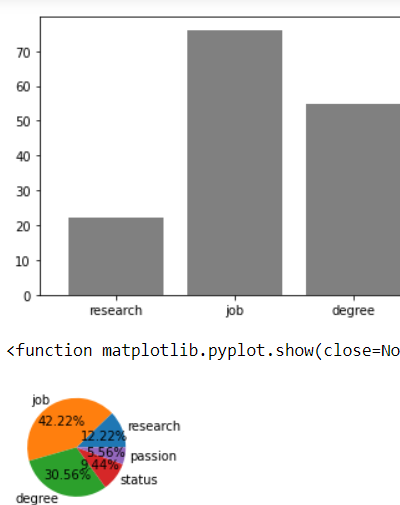 70
60
50
40
30
20
10
0
research job degree
<function matplotlib.pyplot.show(close=No
job
42.22%
research
12.22%
5.56% passion
9.44%
30.56% status
degree